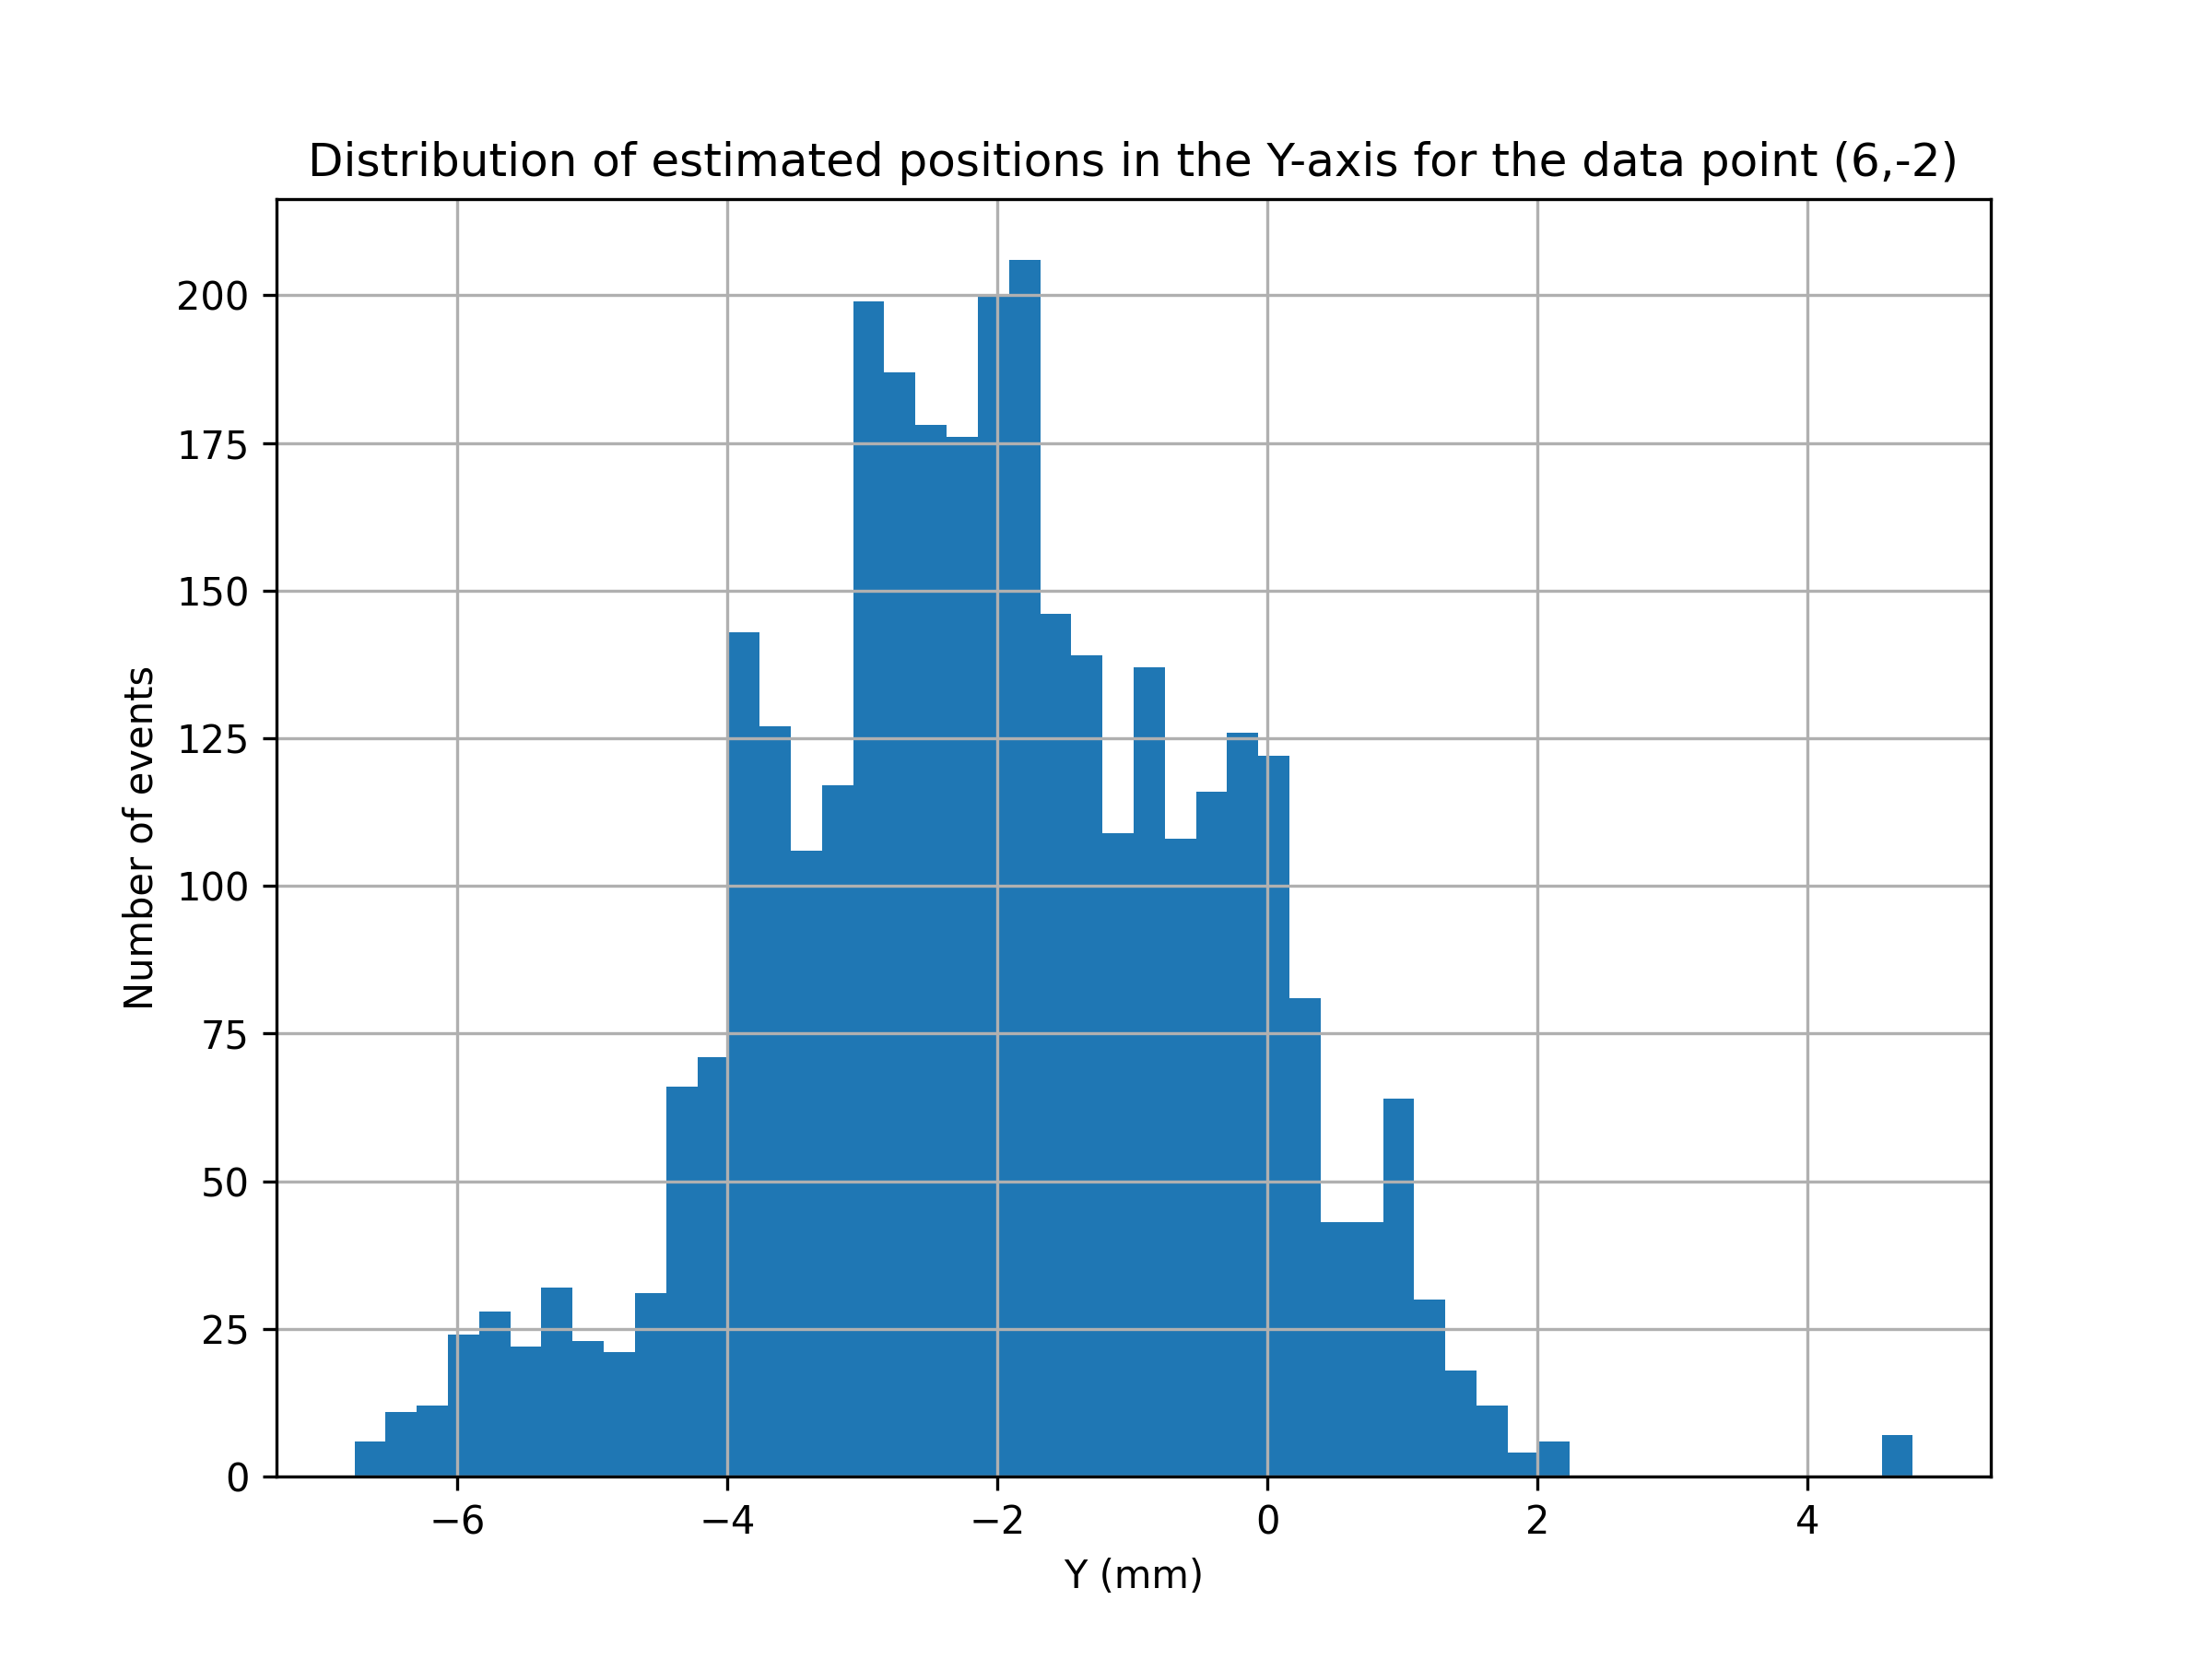 Distribution of estimated positions in the Y-axis for the data point (6,-2)
200
175
150
125
100
75
50
25
0
Number of events
−6 −4 −2 0 2 4
Y (mm)